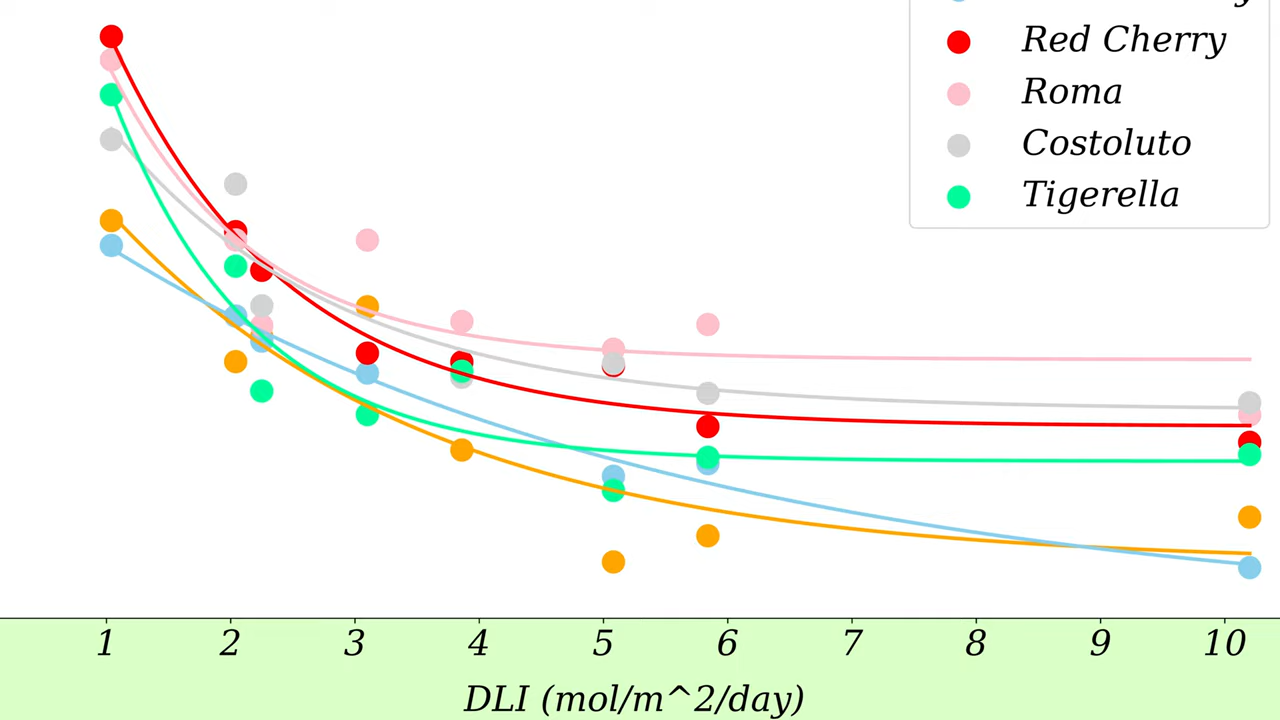 Red Cherry
Roma
Costoluto
Tigerella
1 2 3 4 5 6 7 8 9 10
DLI (mol/m^2/day)